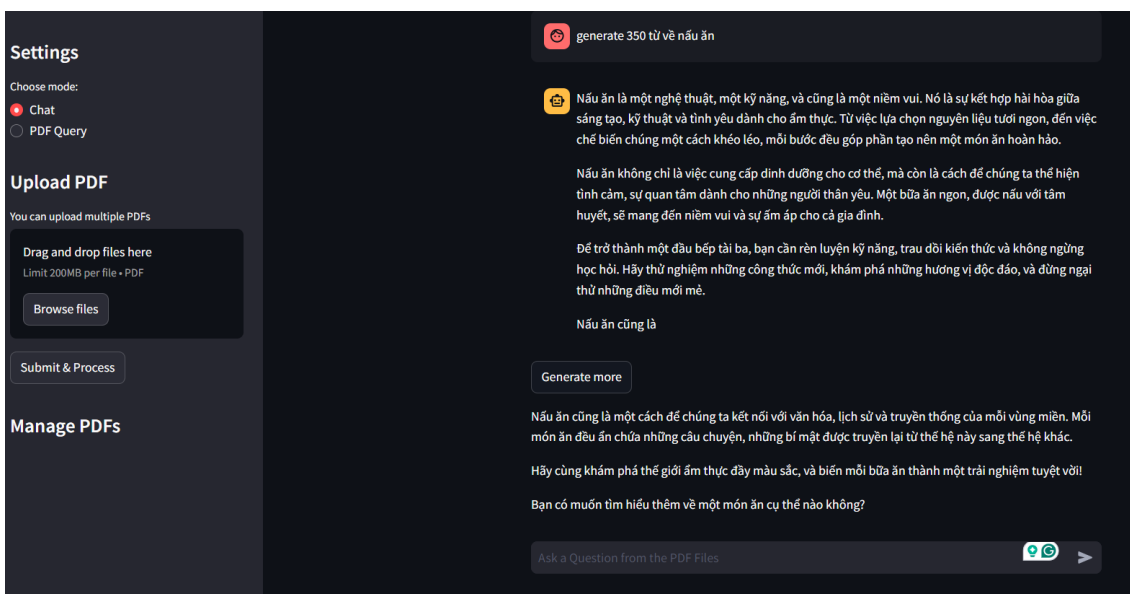 Settings
Choose mode:
Chat
PDF Query
Upload PDF
You can upload multiple PDFs
Drag and drop files here
Limit 200MB per file • PDF
Browse files
Submit & Process
Manage PDFs
generate 350 từ về nấu ăn
Nấu ăn là một nghệ thuật, một kỹ năng, và cũng là một niềm vui. Nó là sự kết hợp hài hòa giữa
sáng tạo, kỹ thuật và tình yêu dành cho ẩm thực. Từ việc lựa chọn nguyên liệu tươi ngon, đến việc
chế biến chúng một cách khéo léo, mỗi bước đều góp phần tạo nên một món ăn hoàn hảo.
Nấu ăn không chỉ là việc cung cấp dinh dưỡng cho cơ thể, mà còn là cách để chúng ta thể hiện
tình cảm, sự quan tâm dành cho những người thân yêu. Một bữa ăn ngon, được nấu với tâm
huyết, sẽ mang đến niềm vui và sự ấm áp cho cả gia đình.
Để trở thành một đầu bếp tài ba, bạn cần rèn luyện kỹ năng, trau dồi kiến thức và không ngừng
học hỏi. Hãy thử nghiệm những công thức mới, khám phá những hương vị độc đáo, và đừng ngại
thử những điều mới mẻ.
Nấu ăn cũng là
Generate more
Nấu ăn cũng là một cách để chúng ta kết nối với văn hóa, lịch sử và truyền thống của mỗi vùng miền. Mỗi
món ăn đều ẩn chứa những câu chuyện, những bí mật được truyền lại từ thế hệ này sang thế hệ khác.
Hãy cùng khám phá thế giới ẩm thực đầy màu sắc, và biến mỗi bữa ăn thành một trải nghiệm tuyệt vời!
Bạn có muốn tìm hiểu thêm về một món ăn cụ thể nào không?
Ask a Question from the PDF Files